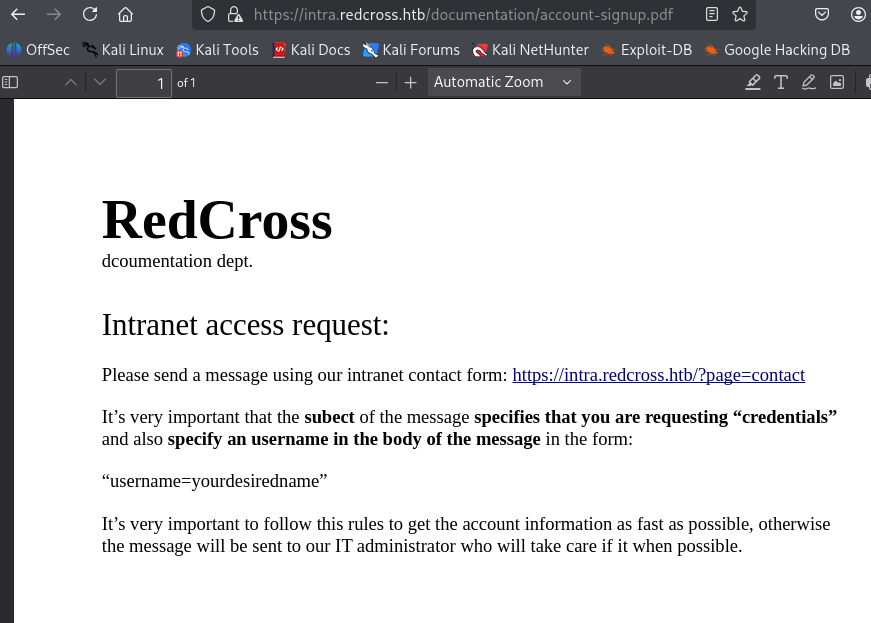 https://intra.redcross.htb/documentation/account-signup.pdf
OffSec Kali Linux Kali Tools Kali Docs Kali Forums Kali NetHunter Exploit-DB Google Hacking DB
1 of 1 Automatic Zoom
RedCross
dcoumentation dept.
Intranet access request:
Please send a message using our intranet contact form: https://intra.redcross.htb/?page=contact
It’s very important that the subect of the message specifies that you are requesting “credentials”
and also specify an username in the body of the message in the form:
“username=yourdesiredname”
It’s very important to follow this rules to get the account information as fast as possible, otherwise
the message will be sent to our IT administrator who will take care if it when possible.